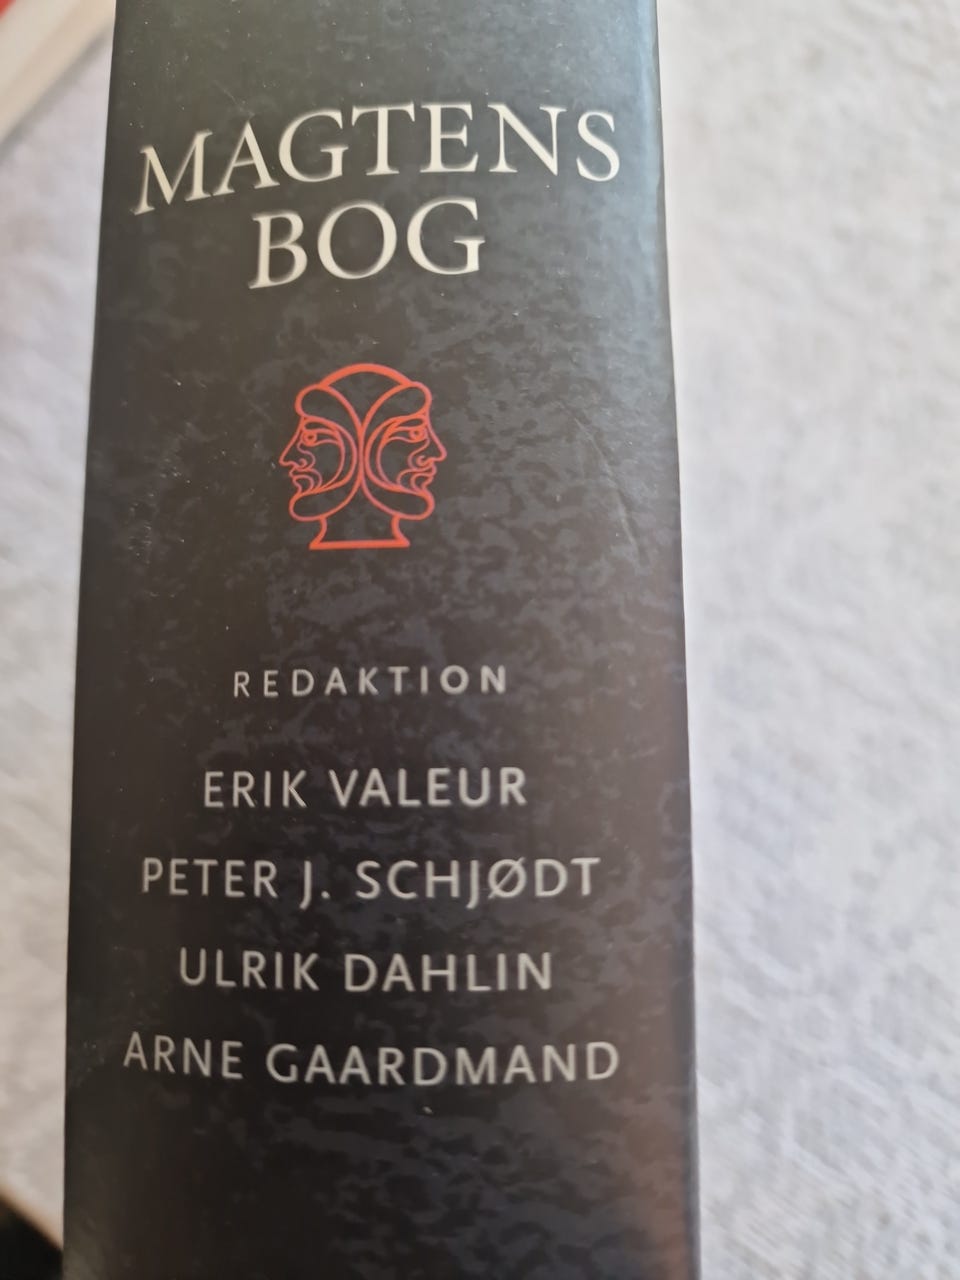 MAGTENS
BOG
REDAKTION
ERIK VALEUR
PETER J. SCHJØDT
ULRIK DAHLIN
ARNE GAARDMAND